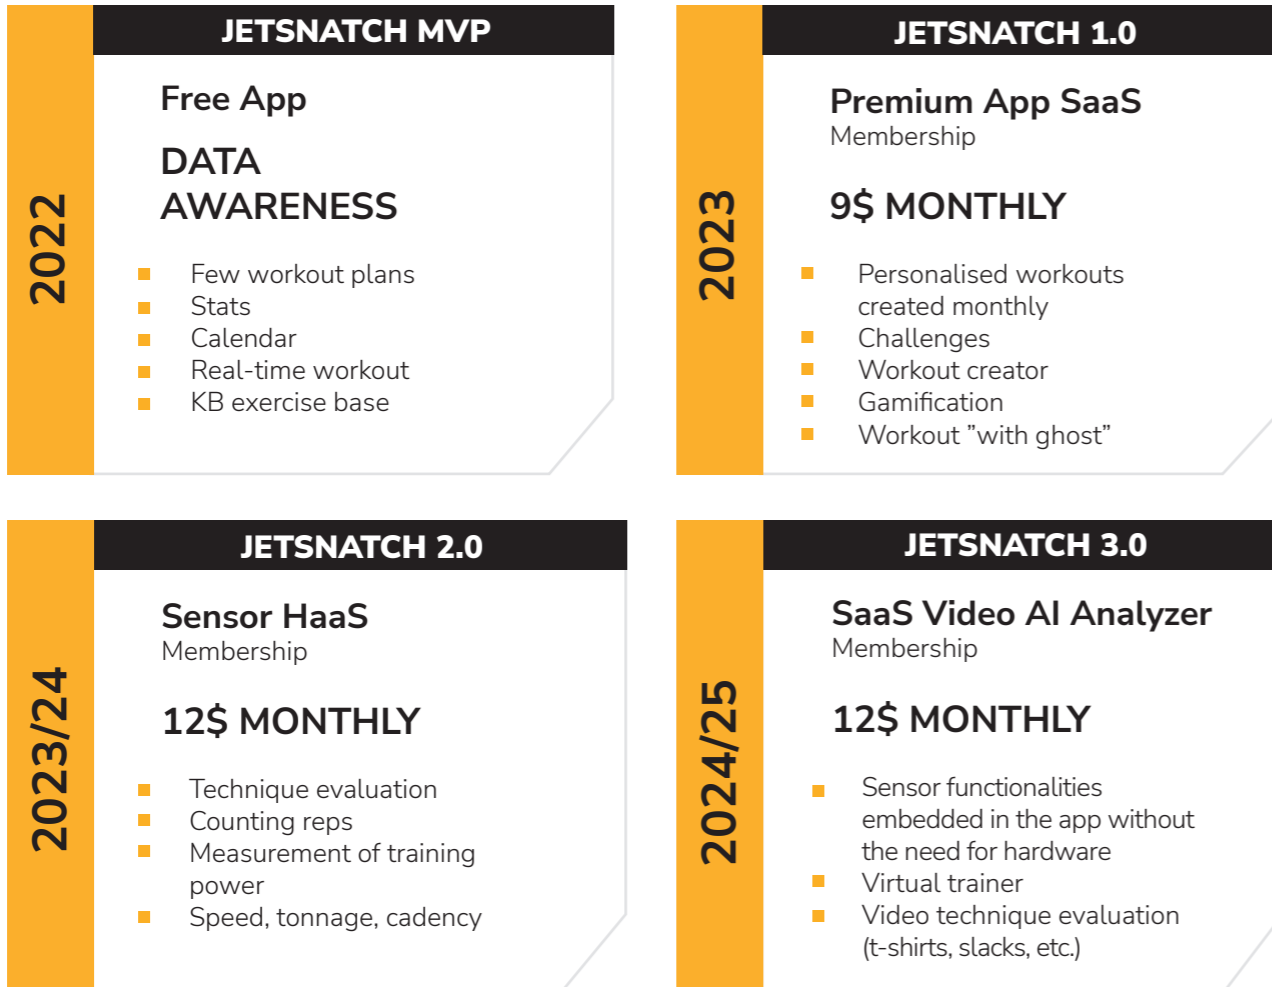 JETSNATCH MVP
2022
Free App
DATA
AWARENESS
Few workout plans
Stats
Calendar
Real-time workout
KB exercise base
JETSNATCH 1.0
2023
Premium App SaaS
Membership
9$ MONTHLY
Personalised workouts
created monthly
Challenges
Workout creator
Gamification
Workout ”with ghost”
JETSNATCH 2.0
2023/24
Sensor HaaS
Membership
12$ MONTHLY
Technique evaluation
Counting reps
Measurement of training
power
Speed, tonnage, cadency
JETSNATCH 3.0
2024/25
SaaS Video AI Analyzer
Membership
12$ MONTHLY
Sensor functionalities
embedded in the app without
the need for hardware
Virtual trainer
Video technique evaluation
(t-shirts, slacks, etc.)